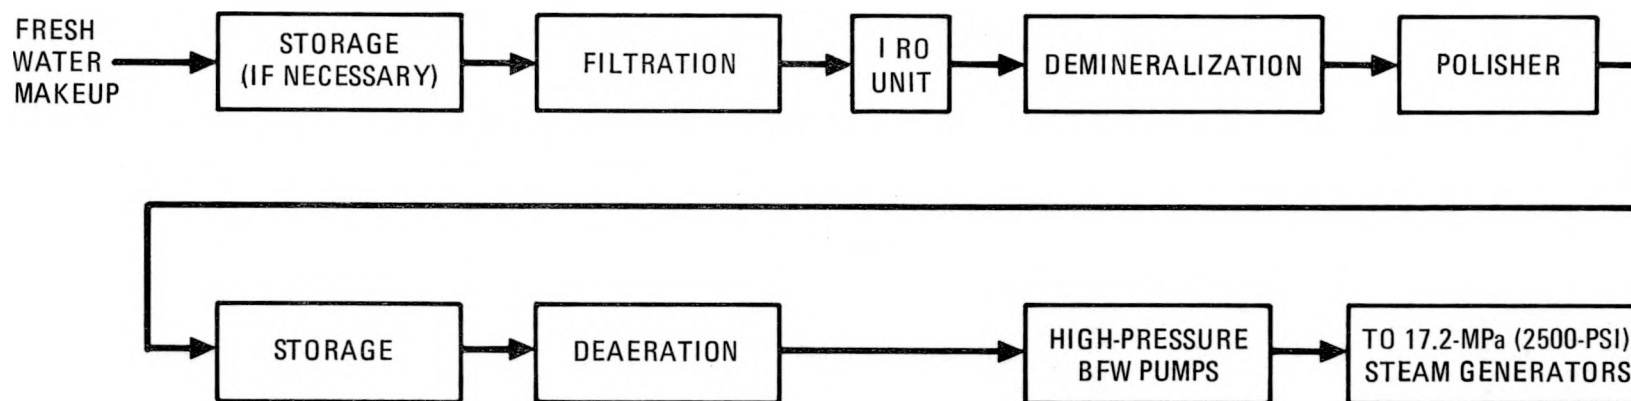 FRESH
WATER
MAKEUP
STORAGE
(IF NECESSARY)
FILTRATION
I RO
UNIT
DEMINERALIZATION
POLISHER
STORAGE
DEAERATION
HIGH-PRESSURE
BFW PUMPS
TO 17.2-MPa (2500-PSI)
STEAM GENERATORS